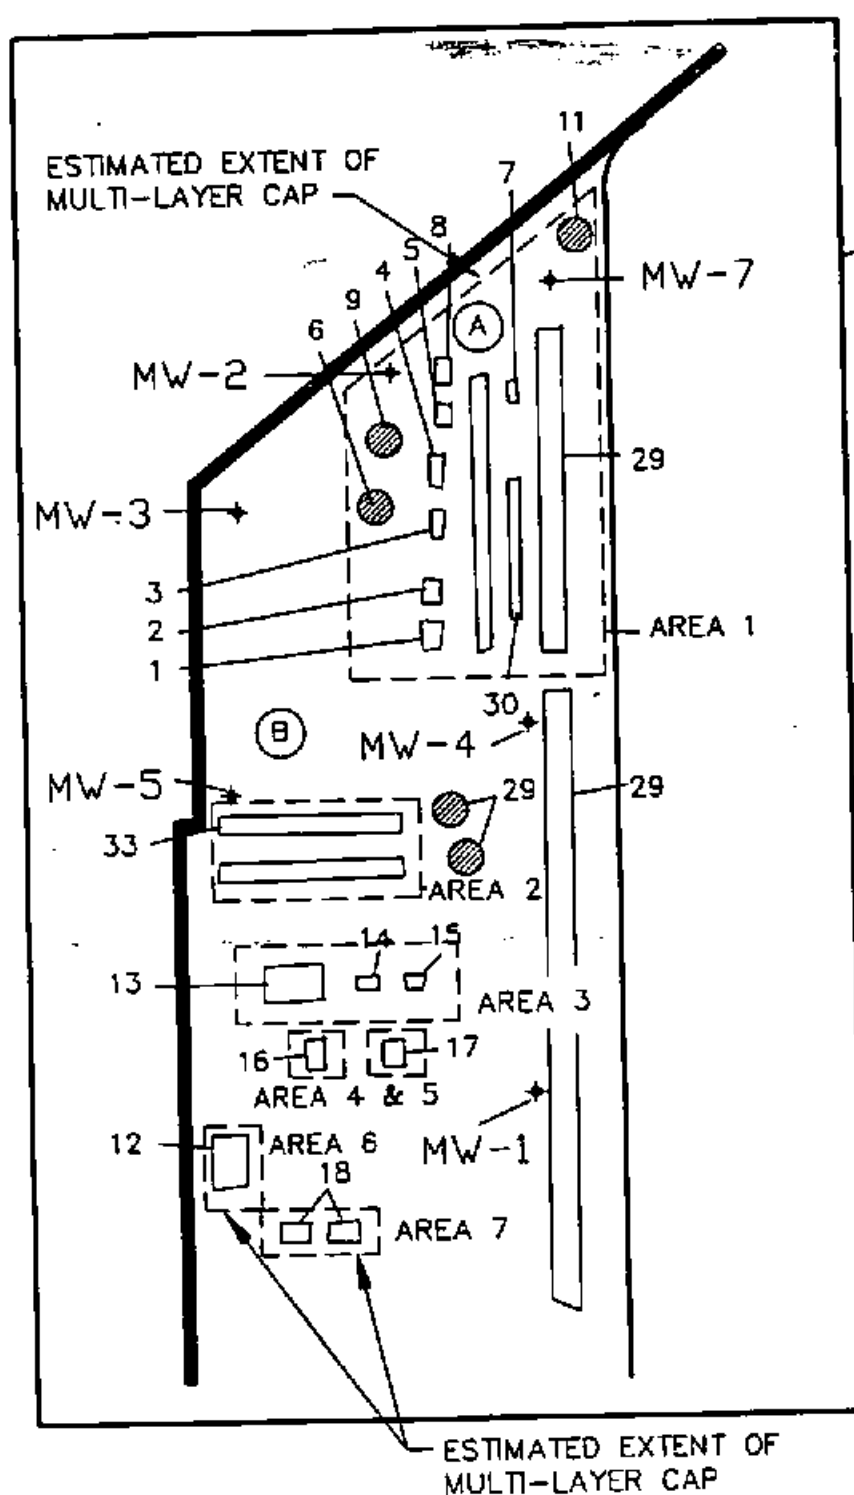 11
ESTIMATED EXTENT OF
MULTI-LAYER CAP
7
8
5
4
9
6
MW-7
A
MW-2
29
MW-3
3
2
1
AREA 1
30
B
MW-4
MW-5
29
29
33
AREA 2
14
15
13
AREA 3
16
17
AREA 4 & 5
12
AREA 6
MW-1
18
AREA 7
ESTIMATED EXTENT OF
MULTI-LAYER CAP